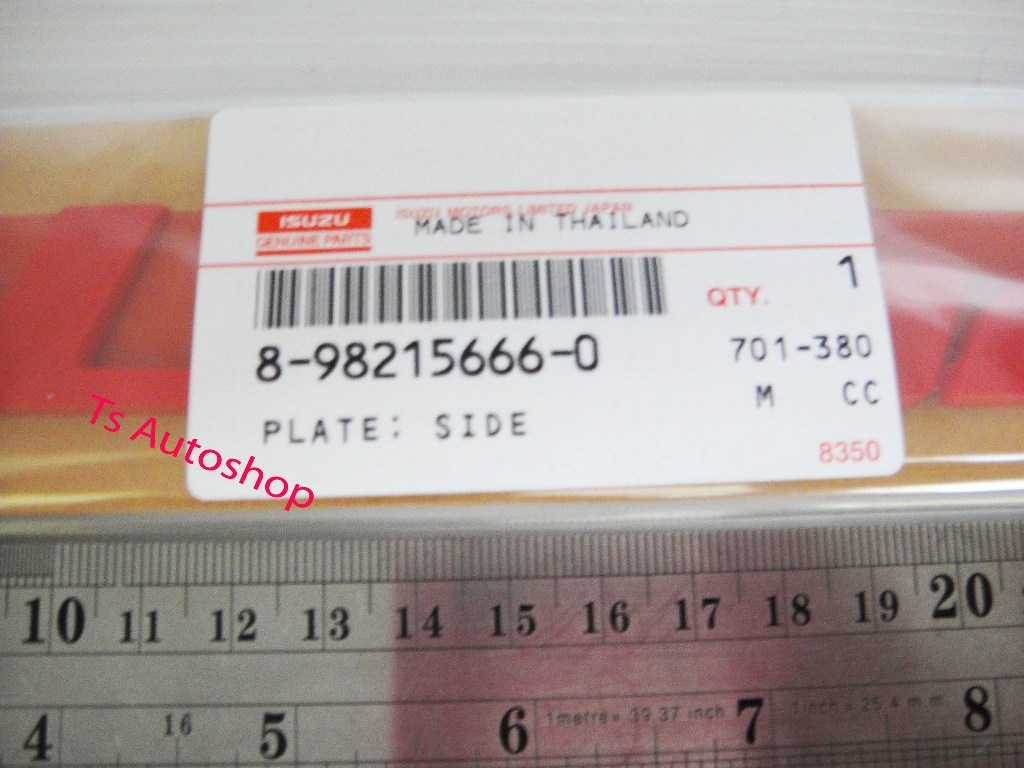 ISUZU
GENUINE PARTS
ISUZU MOTORS LIMITED JAPAN
MADE IN THAILAND
QTY. 1
8-98215666-0
701-380
M CC
PLATE; SIDE
8350
Ts Autoshop
10 11 12 13 14 15 16 17 18 19 20
4 16 5 6 1metre = 39.37 inch 7 1inch = 25.4 mm 8